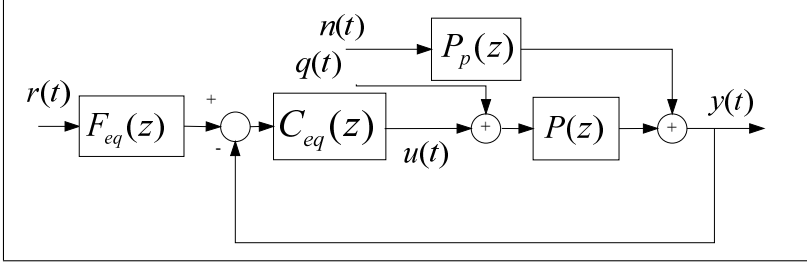 n(t)
P_p(z)
q(t)
r(t)
+
F_eq(z)
-
C_eq(z)
u(t)
+
P(z)
+
y(t)